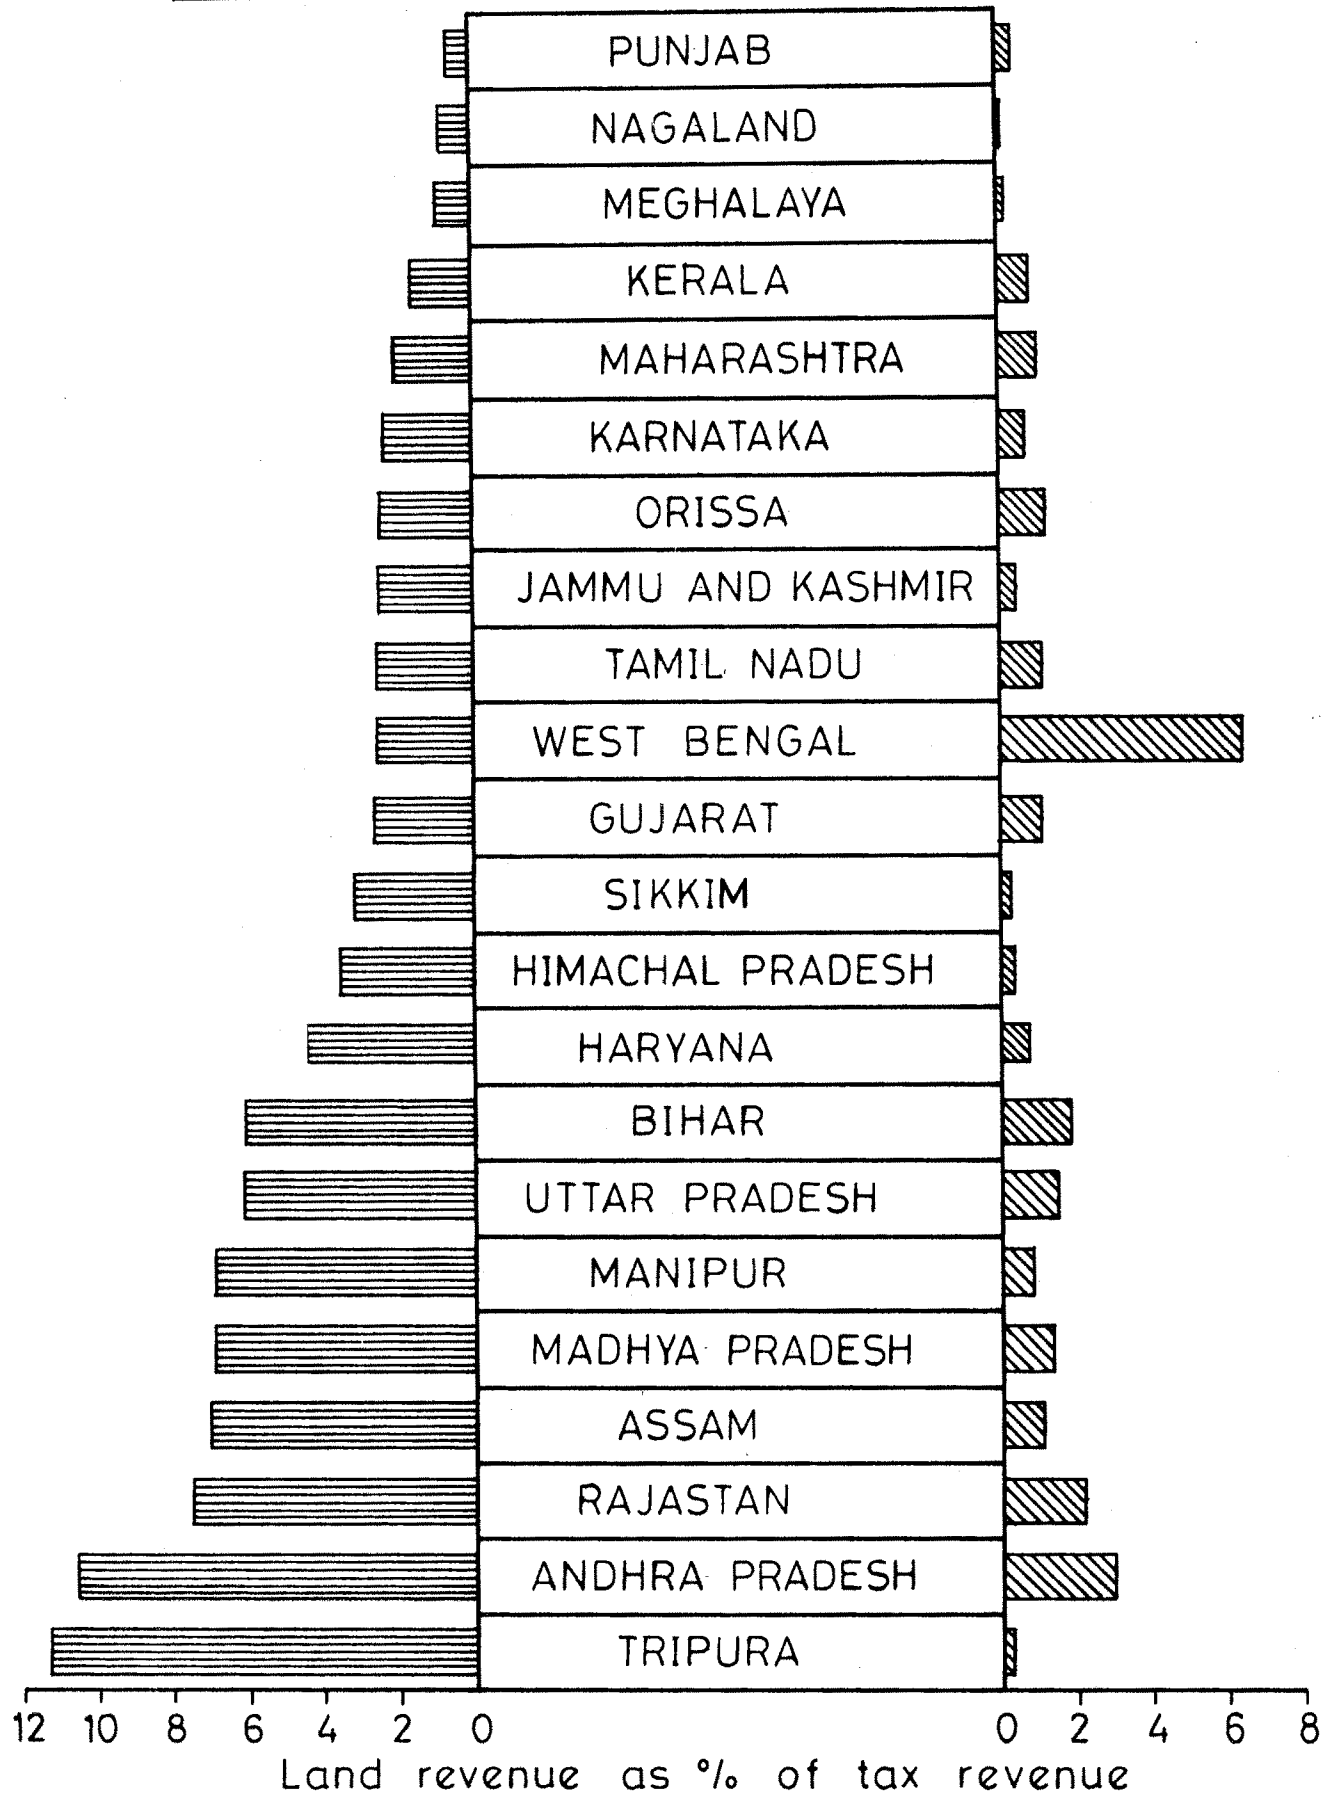 PUNJAB
NAGALAND
MEGHALAYA
KERALA
MAHARASHTRA
KARNATAKA
ORISSA
JAMMU AND KASHMIR
TAMIL NADU
WEST BENGAL
GUJARAT
SIKKIM
HIMACHAL PRADESH
HARYANA
BIHAR
UTTAR PRADESH
MANIPUR
MADHYA PRADESH
ASSAM
RAJASTAN
ANDHRA PRADESH
TRIPURA
12 10 8 6 4 2 0 0 2 4 6 8
Land revenue as % of tax revenue